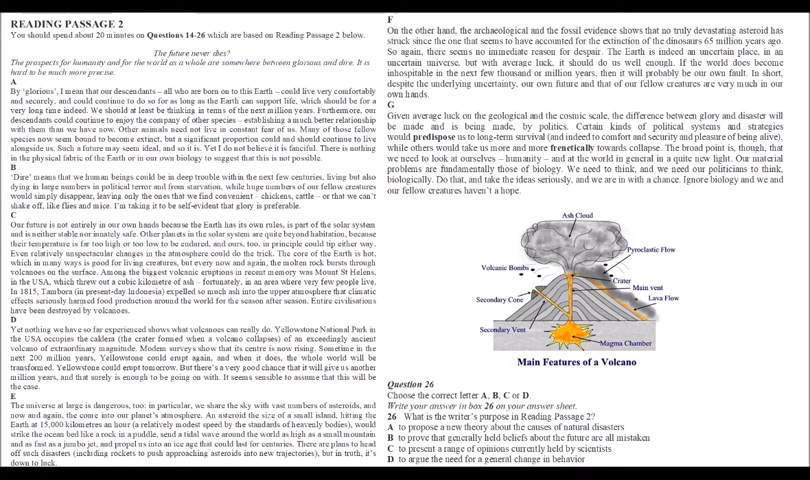 READING PASSAGE 2
You should spend about 20 minutes on Questions 14-26 which are based on Reading Passage 2 below.
The future never dies?
The prospects for humanity and for the world as a whole are somewhere between glorious and dire. It is
hard to be much more precise.
A
By 'glorious', I mean that our descendants – all who are born on to this Earth – could live very comfortably
and securely, and could continue to do so for as long as the Earth can support life, which should be for a
very long time indeed. We should at least be thinking in terms of the next million years. Furthermore, our
descendants could continue to enjoy the company of other species – establishing a much better relationship
with them than we have now. Other animals need not live in constant fear of us. Many of those fellow
species now seem bound to become extinct, but a significant proportion could and should continue to live
alongside us. Such a future may seem ideal, and so it is. Yet I do not believe it is fanciful. There is nothing
in the physical fabric of the Earth or in our own biology to suggest that this is not possible.
B
'Dire' means that we human beings could be in deep trouble within the next few centuries, living but also
dying in large numbers in political terror and from starvation, while huge numbers of our fellow creatures
would simply disappear, leaving only the ones that we find convenient – chickens, cattle – or that we can't
shake off, like flies and mice. I'm taking it to be self-evident that glory is preferable.
C
Our future is not entirely in our own hands because the Earth has its own rules, is part of the solar system
and is neither stable nor innately safe. Other planets in the solar system are quite beyond habitation, because
their temperature is far too high or too low to be endured, and ours, too, in principle could tip either way.
Even relatively unspectacular changes in the atmosphere could do the trick. The core of the Earth is hot,
which in many ways is good for living creatures, but every now and again, the molten rock bursts through
volcanoes on the surface. Among the biggest volcanic eruptions in recent memory was Mount St Helens,
in the USA, which threw out a cubic kilometre of ash – fortunately, in an area where very few people live.
In 1815, Tambora (in present-day Indonesia) expelled so much ash into the upper atmosphere that climatic
effects seriously harmed food production around the world for the season after season. Entire civilisations
have been destroyed by volcanoes.
D
Yet nothing we have so far experienced shows what volcanoes can really do. Yellowstone National Park in
the USA occupies the caldera (the crater formed when a volcano collapses) of an exceedingly ancient
volcano of extraordinary magnitude. Modern surveys show that its centre is now rising. Sometime in the
next 200 million years, Yellowstone could erupt again, and when it does, the whole world will be
transformed. Yellowstone could erupt tomorrow. But there's a very good chance that it will give us another
million years, and that surely is enough to be going on with. It seems sensible to assume that this will be
the case.
E
The universe at large is dangerous, too: in particular, we share the sky with vast numbers of asteroids, and
now and again, the come into our planet's atmosphere. An asteroid the size of a small island, hitting the
Earth at 15,000 kilometres an hour (a relatively modest speed by the standards of heavenly bodies), would
strike the ocean bed like a rock in a puddle, send a tidal wave around the world as high as a small mountain
and as fast as a jumbo jet, and propel us into an ice age that could last for centuries. There are plans to head
off such disasters (including rockets to push approaching asteroids into new trajectories), but in truth, it's
down to luck.
F
On the other hand, the archaeological and the fossil evidence shows that no truly devastating asteroid has
struck since the one that seems to have accounted for the extinction of the dinosaurs 65 million years ago.
So again, there seems no immediate reason for despair. The Earth is indeed an uncertain place, in an
uncertain universe, but with average luck, it should do us well enough. If the world does become
inhospitable in the next few thousand or million years, then it will probably be our own fault. In short,
despite the underlying uncertainty, our own future and that of our fellow creatures are very much in our
own hands.
G
Given average luck on the geological and the cosmic scale, the difference between glory and disaster will
be made and is being made, by politics. Certain kinds of political systems and strategies
would predispose us to long-term survival (and indeed to comfort and security and pleasure of being alive),
while others would take us more and more frenetically towards collapse. The broad point is, though, that
we need to look at ourselves – humanity – and at the world in general in a quite new light. Our material
problems are fundamentally those of biology. We need to think, and we need our politicians to think,
biologically. Do that, and take the ideas seriously, and we are in with a chance. Ignore biology and we and
our fellow creatures haven't a hope.
Ash Cloud
Pyroclastic Flow
Volcanic Bombs
Crater
Main vent
Secondary Cone
Lava Flow
Secondary Vent
Magma Chamber
Main Features of a Volcano
Question 26
Choose the correct letter A, B, C or D.
Write your answer in box 26 on your answer sheet.
26 What is the writer's purpose in Reading Passage 2?
A to propose a new theory about the causes of natural disasters
B to prove that generally held beliefs about the future are all mistaken
C to present a range of opinions currently held by scientists
D to argue the need for a general change in behavior